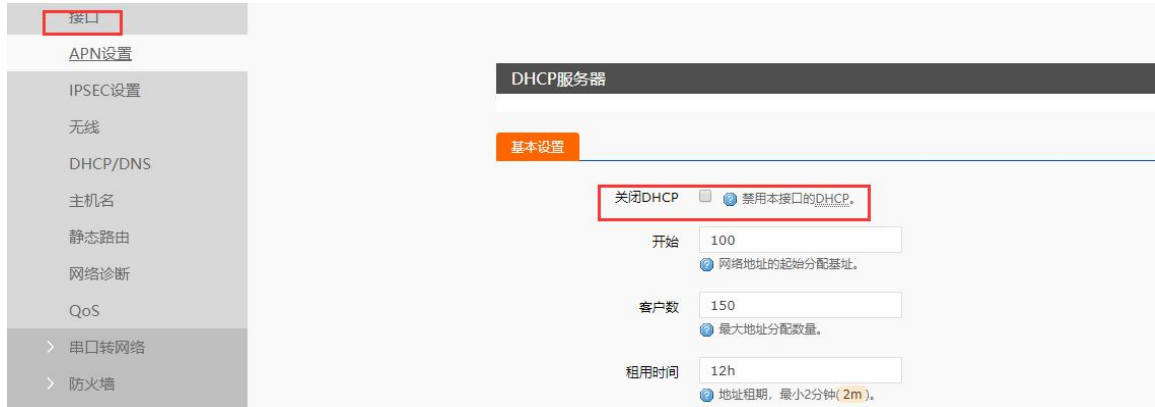 接口
APN设置
IPSEC设置
无线
DHCP/DNS
主机名
静态路由
网络诊断
QoS
串口转网络
防火墙
DHCP服务器
基本设置
关闭DHCP 禁用本接口的DHCP。
开始 100
网络地址的起始分配基址。
客户数 150
最大地址分配数量。
租用时间 12h
地址租期，最小2分钟(2m)。